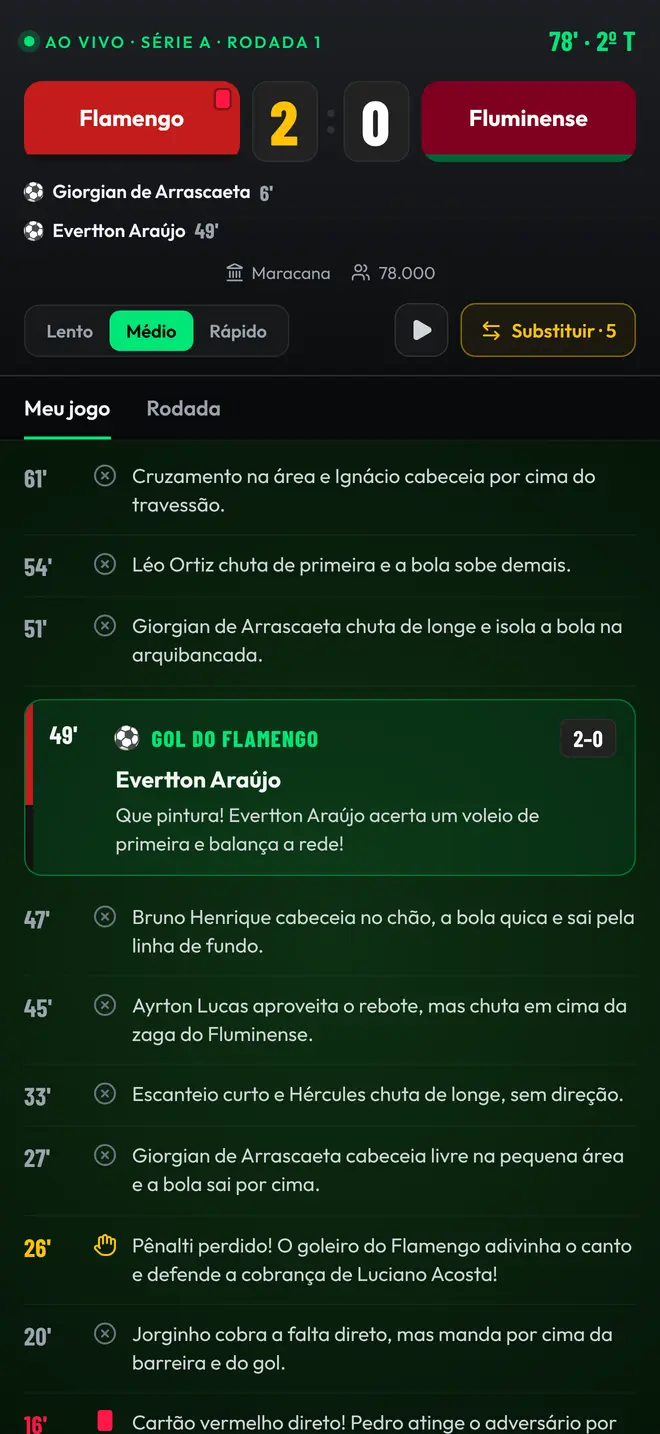 AO VIVO · SÉRIE A · RODADA 1
78' · 2º T
Flamengo
2 : 0
Fluminense
Giorgian de Arrascaeta 6'
Evertton Araújo 49'
Maracana
78.000
Lento
Médio
Rápido
Substituir · 5
Meu jogo
Rodada
61'
Cruzamento na área e Ignácio cabeceia por cima do
travessão.
54'
Léo Ortiz chuta de primeira e a bola sobe demais.
51'
Giorgian de Arrascaeta chuta de longe e isola a bola na
arquibancada.
49'
GOL DO FLAMENGO
2–0
Evertton Araújo
Que pintura! Evertton Araújo acerta um voleio de
primeira e balança a rede!
47'
Bruno Henrique cabeceia no chão, a bola quica e sai pela
linha de fundo.
45'
Ayrton Lucas aproveita o rebote, mas chuta em cima da
zaga do Fluminense.
33'
Escanteio curto e Hércules chuta de longe, sem direção.
27'
Giorgian de Arrascaeta cabeceia livre na pequena área
e a bola sai por cima.
26'
Pênalti perdido! O goleiro do Flamengo adivinha o canto
e defende a cobrança de Luciano Acosta!
20'
Jorginho cobra a falta direto, mas manda por cima da
barreira e do gol.
16'
Cartão vermelho direto! Pedro atinge o adversário por